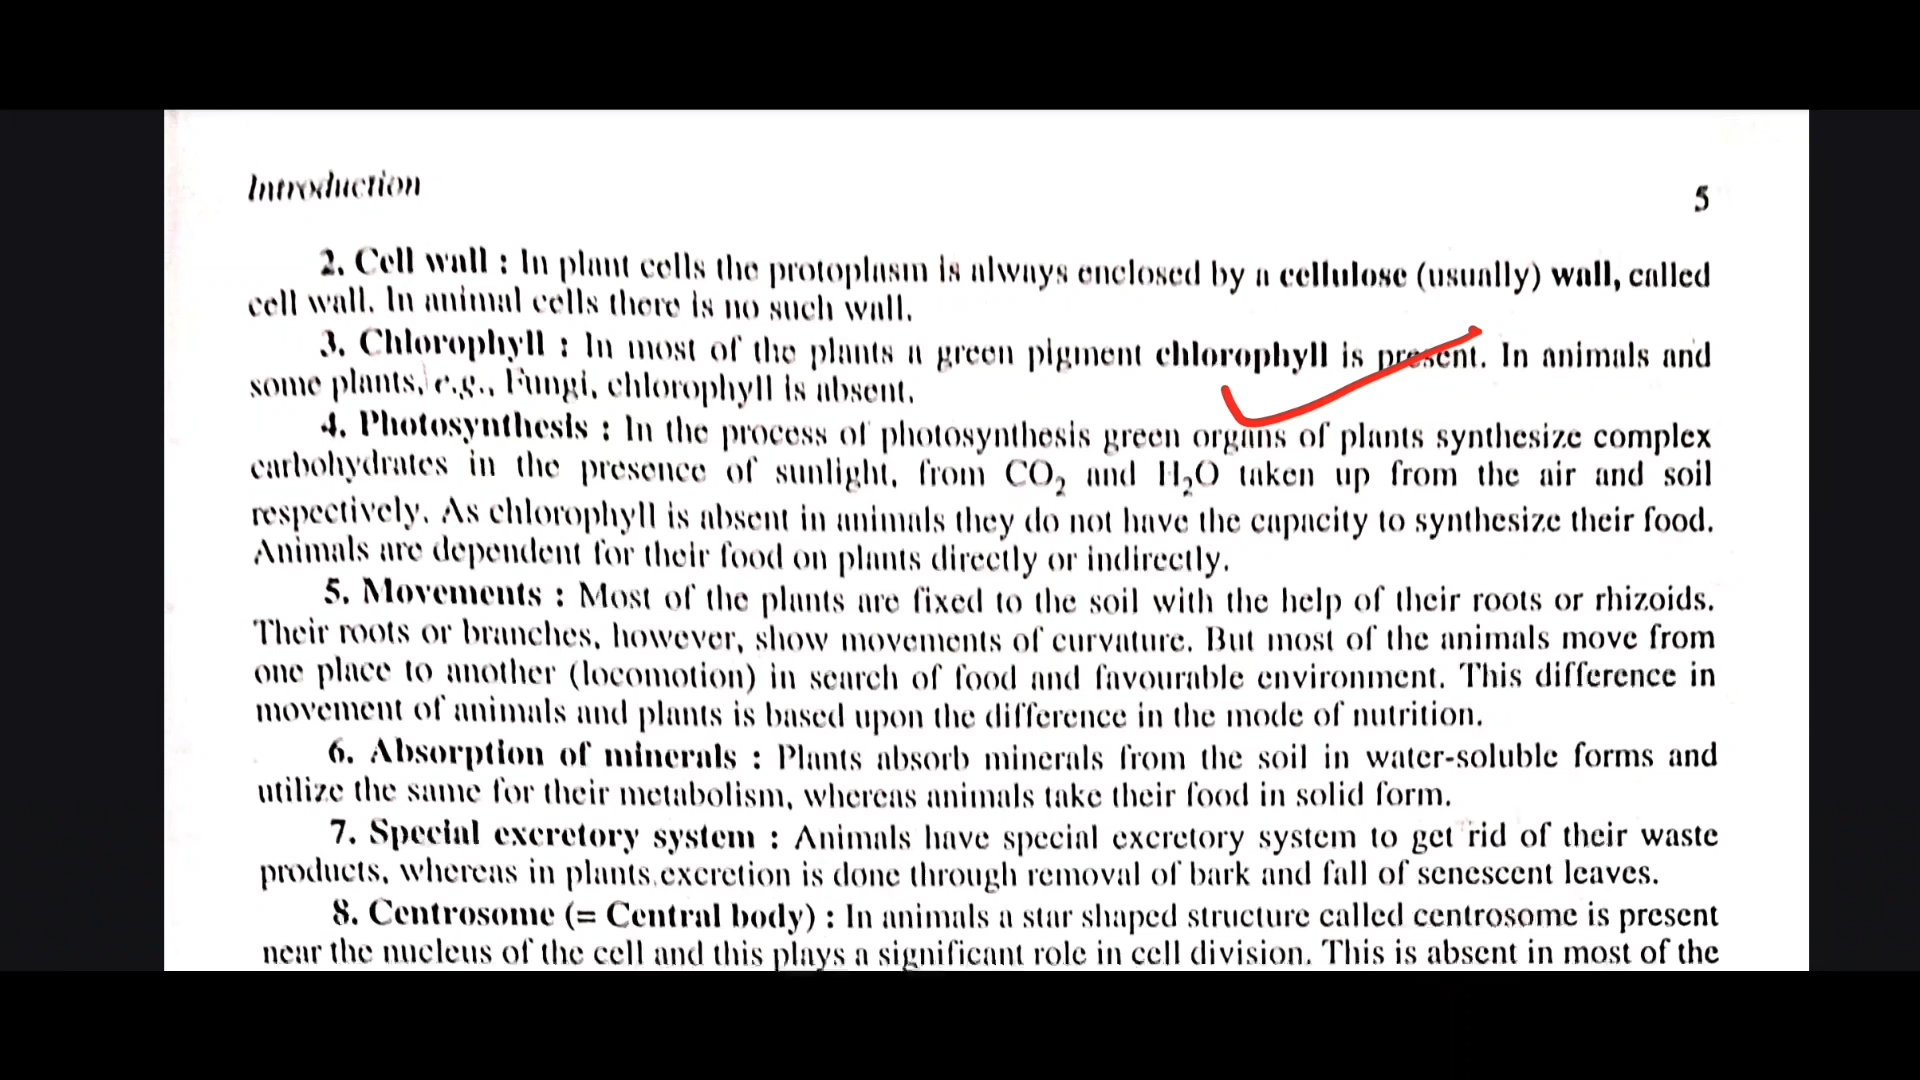 Introduction
5
2. Cell wall : In plant cells the protoplasm is always enclosed by a cellulose (usually) wall, called
cell wall. In animal cells there is no such wall.
3. Chlorophyll : In most of the plants a green pigment chlorophyll is present. In animals and
some plants, e.g., Fungi, chlorophyll is absent.
4. Photosynthesis : In the process of photosynthesis green organs of plants synthesize complex
carbohydrates in the presence of sunlight, from CO₂ and H₂O taken up from the air and soil
respectively. As chlorophyll is absent in animals they do not have the capacity to synthesize their food.
Animals are dependent for their food on plants directly or indirectly.
5. Movements : Most of the plants are fixed to the soil with the help of their roots or rhizoids.
Their roots or branches, however, show movements of curvature. But most of the animals move from
one place to another (locomotion) in search of food and favourable environment. This difference in
movement of animals and plants is based upon the difference in the mode of nutrition.
6. Absorption of minerals : Plants absorb minerals from the soil in water-soluble forms and
utilize the same for their metabolism, whereas animals take their food in solid form.
7. Special excretory system : Animals have special excretory system to get rid of their waste
products, whereas in plants excretion is done through removal of bark and fall of senescent leaves.
8. Centrosome (= Central body) : In animals a star shaped structure called centrosome is present
near the nucleus of the cell and this plays a significant role in cell division. This is absent in most of the